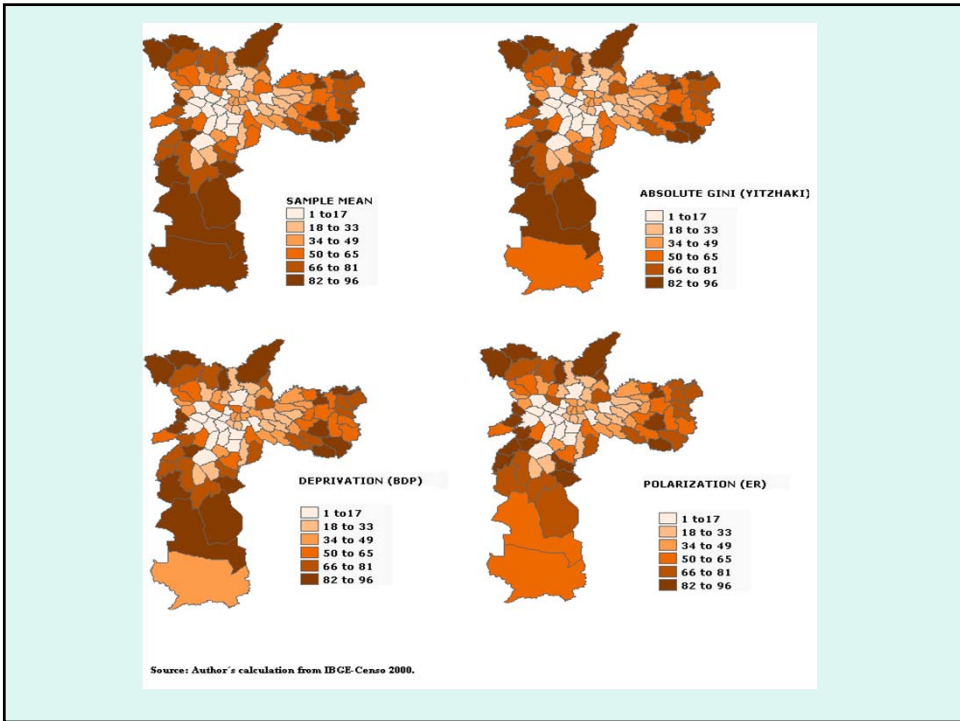 SAMPLE MEAN
1 to17
18 to 33
34 to 49
50 to 65
66 to 81
82 to 96
ABSOLUTE GINI (YITZHAKI)
1 to17
18 to 33
34 to 49
50 to 65
66 to 81
82 to 96
DEPRIVATION (BDP)
1 to17
18 to 33
34 to 49
50 to 65
66 to 81
82 to 96
POLARIZATION (ER)
1 to17
18 to 33
34 to 49
50 to 65
66 to 81
82 to 96
Source: Author´s calculation from IBGE-Censo 2000.